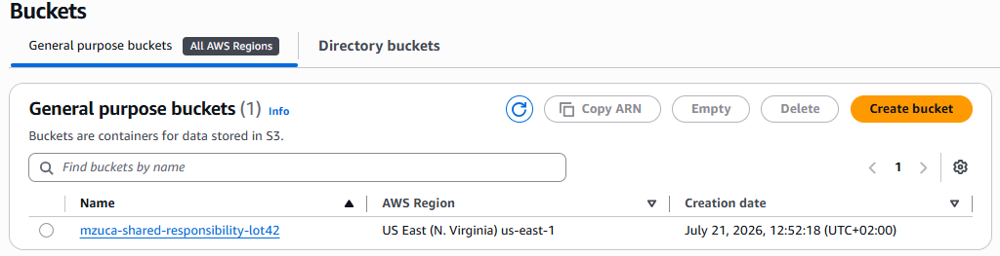 Buckets
General purpose buckets All AWS Regions Directory buckets
General purpose buckets (1) Info Copy ARN Empty Delete Create bucket
Buckets are containers for data stored in S3.
Find buckets by name 1
Name AWS Region Creation date
mzuca-shared-responsibility-lot42 US East (N. Virginia) us-east-1 July 21, 2026, 12:52:18 (UTC+02:00)